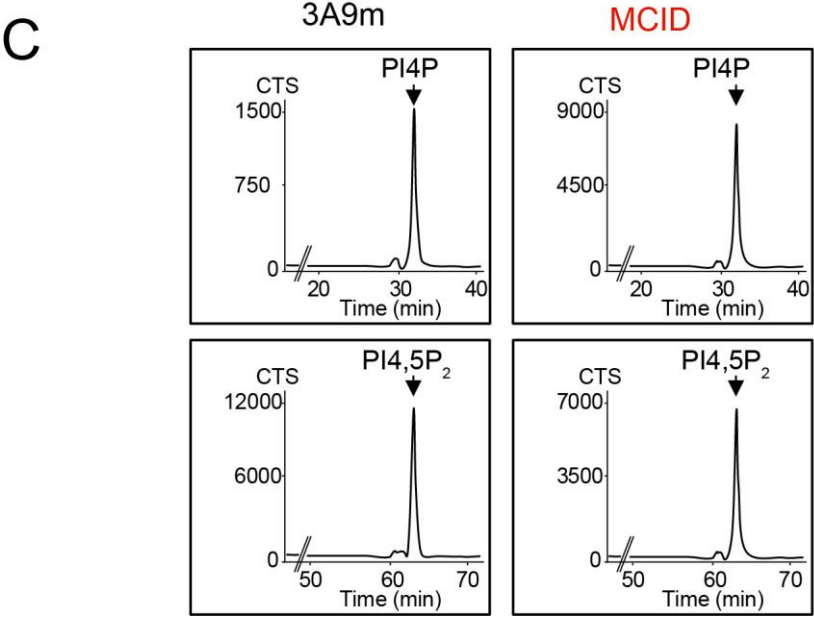 C
3A9m
MCID
PI4P
CTS
1500
750
0
20 30 40
Time (min)
PI4P
CTS
9000
4500
0
20 30 40
Time (min)
PI4,5P2
CTS
12000
6000
0
50 60 70
Time (min)
PI4,5P2
CTS
7000
3500
0
50 60 70
Time (min)